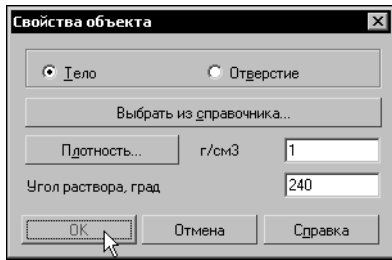 Свойства объекта
Тело Отверстие
Выбрать из справочника...
Плотность... г/см3 1
Угол раствора, град 240
OK Отмена Справка